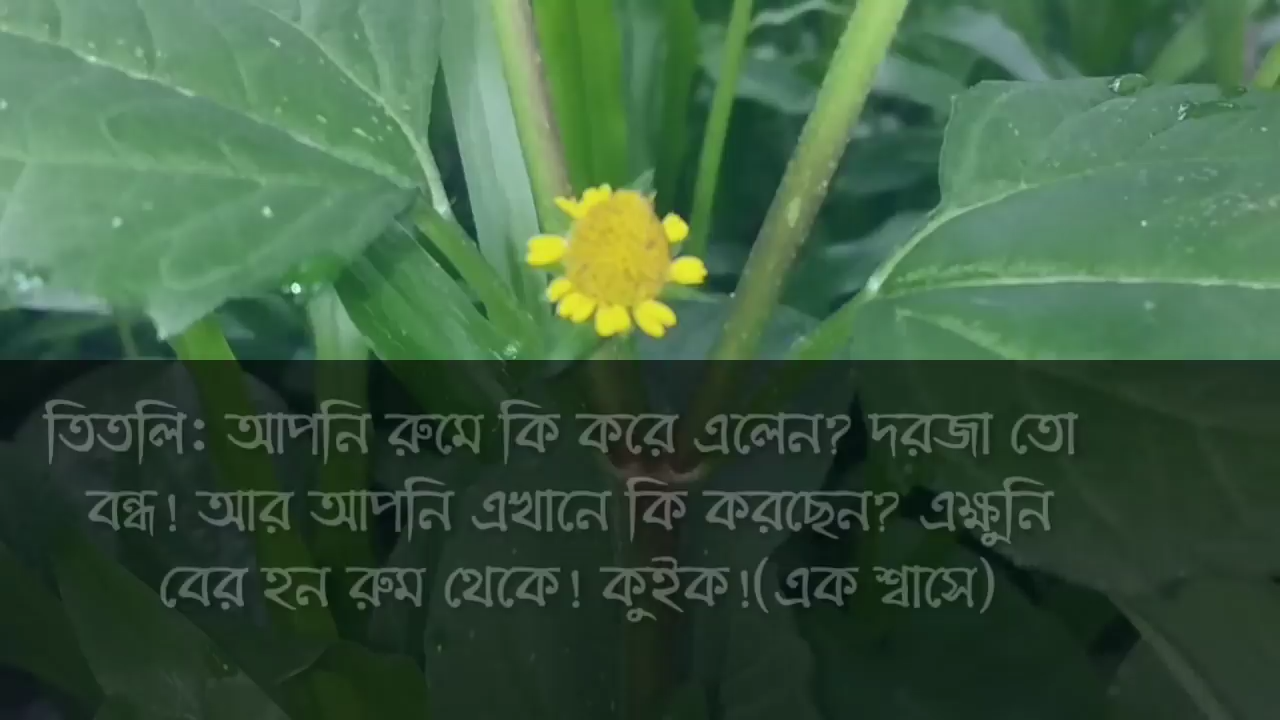 তিতলি: আপনি রুমে কি করে এলেন? দরজা তো
বন্ধ! আর আপনি এখানে কি করছেন? এক্ষুনি
বের হন রুম থেকে! কুইক!(এক শ্বাসে)